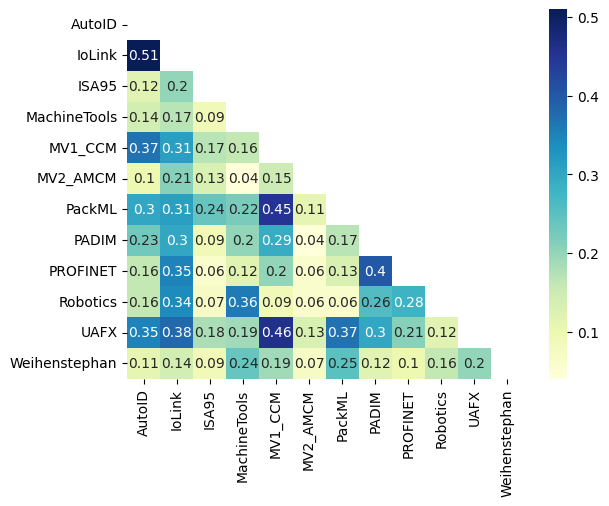 AutoID
IoLink 0.51
ISA95 0.12 0.2
MachineTools 0.14 0.17 0.09
MV1_CCM 0.37 0.31 0.17 0.16
MV2_AMCM 0.1 0.21 0.13 0.04 0.15
PackML 0.3 0.31 0.24 0.22 0.45 0.11
PADIM 0.23 0.3 0.09 0.2 0.29 0.04 0.17
PROFINET 0.16 0.35 0.06 0.12 0.2 0.06 0.13 0.4
Robotics 0.16 0.34 0.07 0.36 0.09 0.06 0.06 0.26 0.28
UAFX 0.35 0.38 0.18 0.19 0.46 0.13 0.37 0.3 0.21 0.12
Weihenstephan 0.11 0.14 0.09 0.24 0.19 0.07 0.25 0.12 0.1 0.16 0.2
AutoID
IoLink
ISA95
MachineTools
MV1_CCM
MV2_AMCM
PackML
PADIM
PROFINET
Robotics
UAFX
Weihenstephan
0.5
0.4
0.3
0.2
0.1